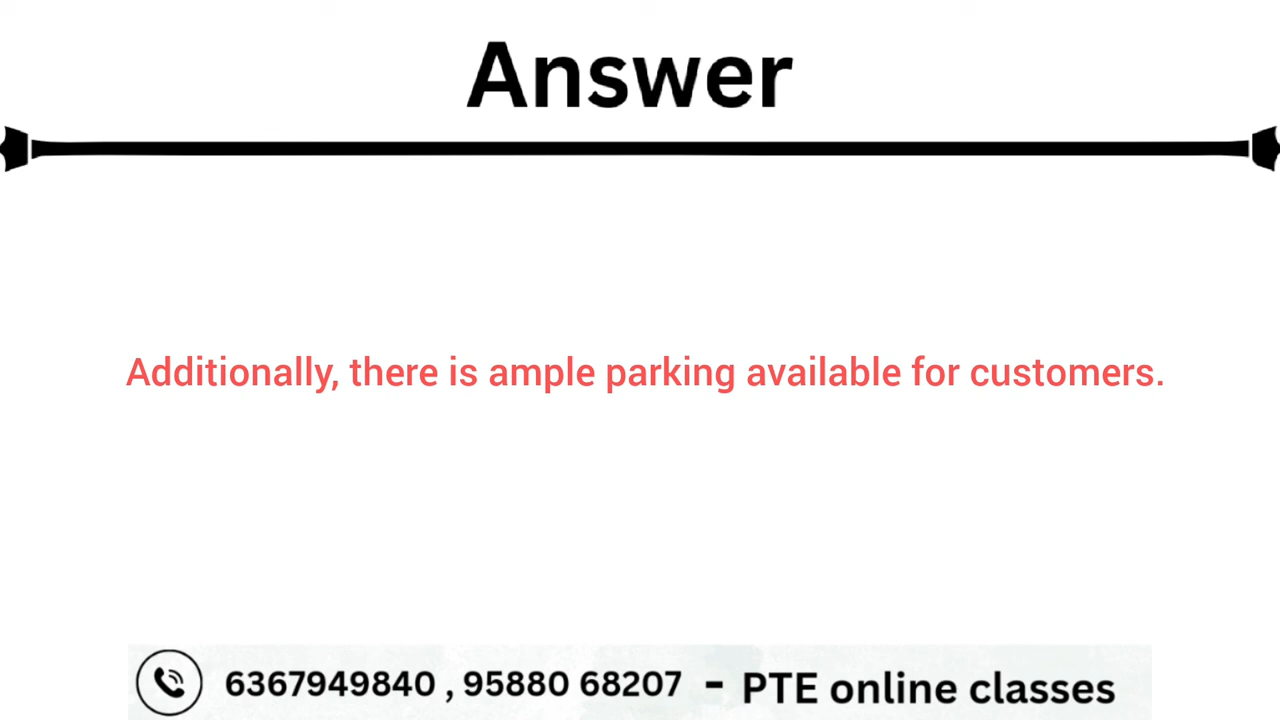 Answer
Additionally, there is ample parking available for customers.
6367949840 , 95880 68207 - PTE online classes